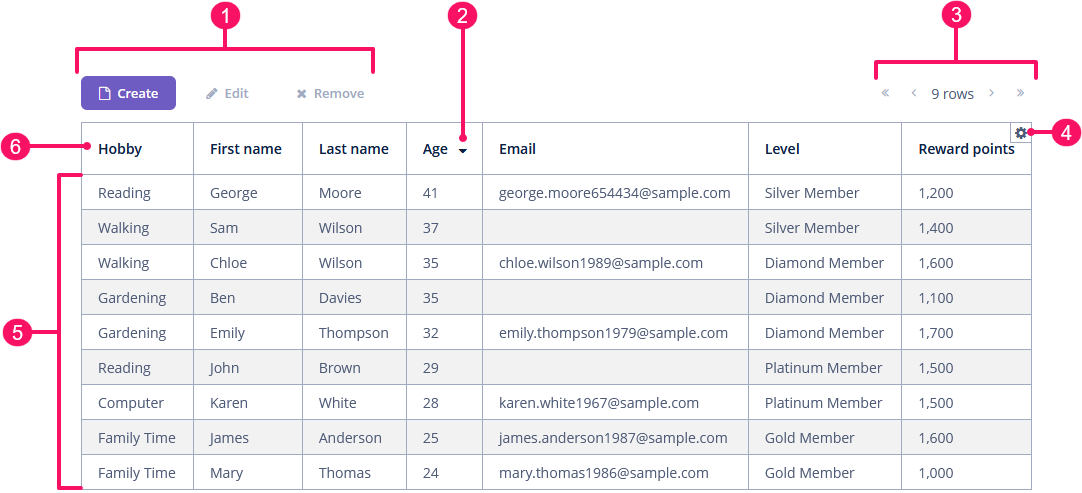 1 2 3
Create Edit Remove « ‹ 9 rows › »
4
6 Hobby First name Last name Age Email Level Reward points
Reading George Moore 41 george.moore654434@sample.com Silver Member 1,200
Walking Sam Wilson 37 Silver Member 1,400
Walking Chloe Wilson 35 chloe.wilson1989@sample.com Diamond Member 1,600
Gardening Ben Davies 35 Diamond Member 1,100
5 Gardening Emily Thompson 32 emily.thompson1979@sample.com Diamond Member 1,700
Reading John Brown 29 Platinum Member 1,500
Computer Karen White 28 karen.white1967@sample.com Platinum Member 1,500
Family Time James Anderson 25 james.anderson1987@sample.com Gold Member 1,600
Family Time Mary Thomas 24 mary.thomas1986@sample.com Gold Member 1,000